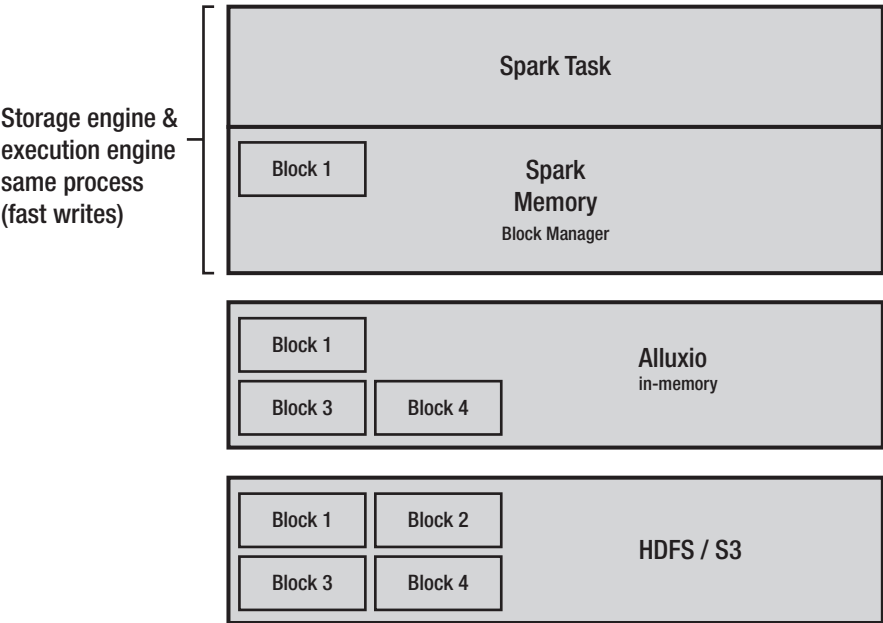 Storage engine &
execution engine
same process
(fast writes)
Spark Task
Block 1
Spark
Memory
Block Manager
Block 1
Block 3
Block 4
Alluxio
in-memory
Block 1
Block 2
Block 3
Block 4
HDFS / S3